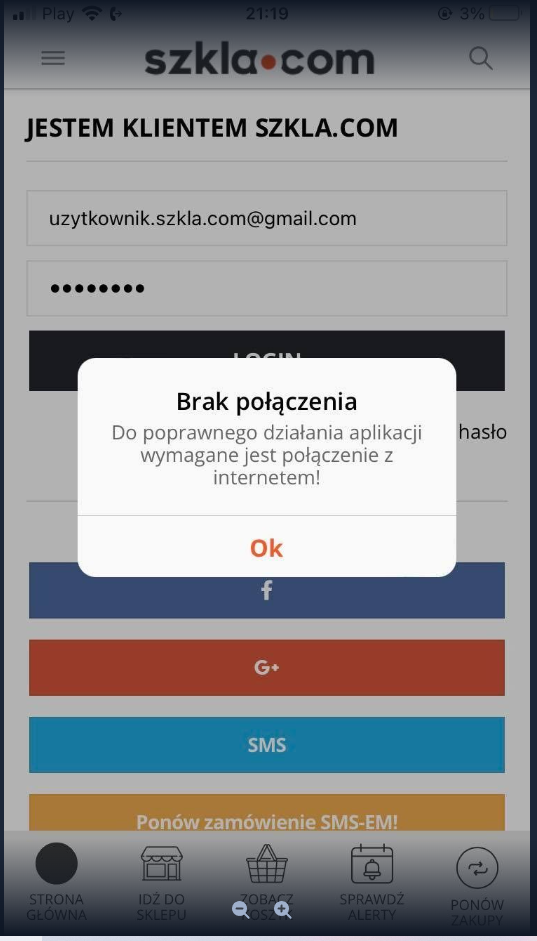 Play 21:19 3%
szkla.com
JESTEM KLIENTEM SZKLA.COM
uzytkownik.szkla.com@gmail.com
LOGIN
Brak połączenia
Do poprawnego działania aplikacji
wymagane jest połączenie z
internetem!
hasło
Ok
f
G+
SMS
Ponów zamówienie SMS-EM!
STRONA
GŁÓWNA
IDŹ DO
SKLEPU
ZOBACZ
SPRAWDŹ
ALERTY
PONÓW
ZAKUPY